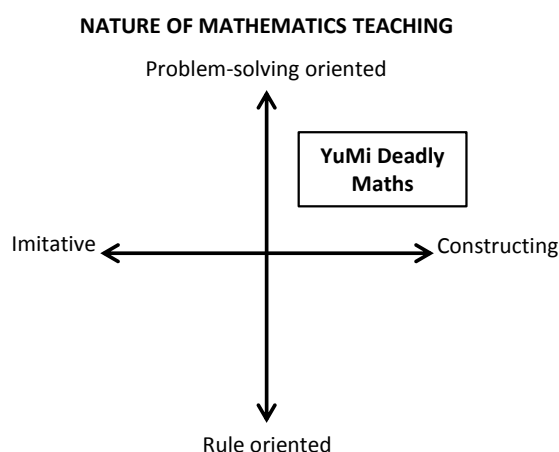 NATURE OF MATHEMATICS TEACHING
Problem-solving oriented
YuMi Deadly
Maths
Imitative
Constructing
Rule oriented